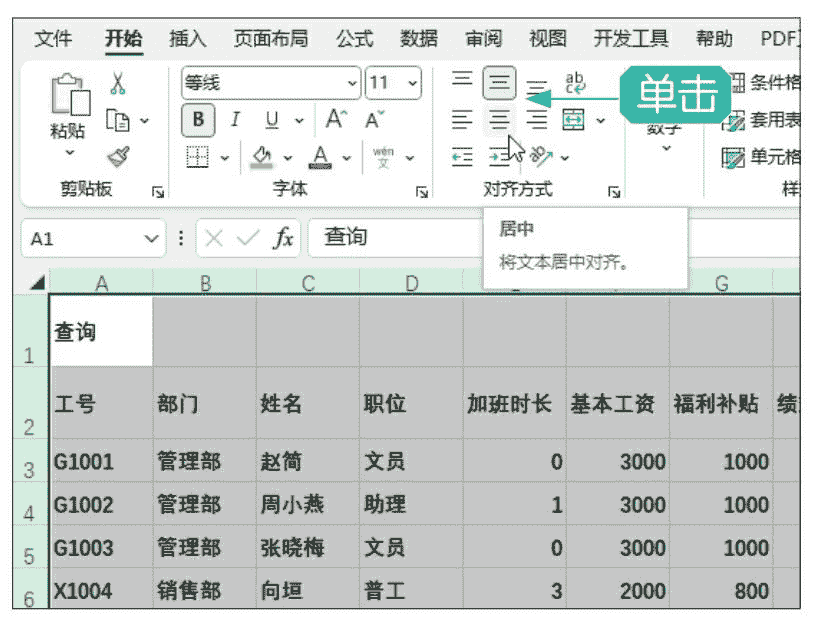 文件 开始 插入 页面布局 公式 数据 审阅 视图 开发工具 帮助 PDF
等线 11 ab 单击 条件格
粘贴 B I U A A 数字 套用表
wén 文 单元格
剪贴板 字体 对齐方式 样
A1 fx 查询
居中
将文本居中对齐。
A B C D G
1 查询
2 工号 部门 姓名 职位 加班时长 基本工资 福利补贴 绩
3 G1001 管理部 赵简 文员 0 3000 1000
4 G1002 管理部 周小燕 助理 1 3000 1000
5 G1003 管理部 张晓梅 文员 0 3000 1000
6 X1004 销售部 向垣 普工 3 2000 800